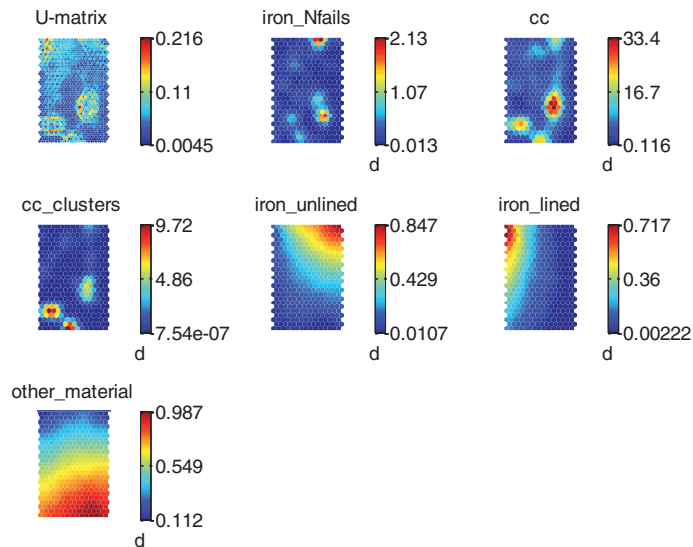 U-matrix
0.216
0.11
0.0045
iron_Nfails
2.13
1.07
0.013
d
cc
33.4
16.7
0.116
d
cc_clusters
9.72
4.86
7.54e-07
d
iron_unlined
0.847
0.429
0.0107
d
iron_lined
0.717
0.36
0.00222
d
other_material
0.987
0.549
0.112
d